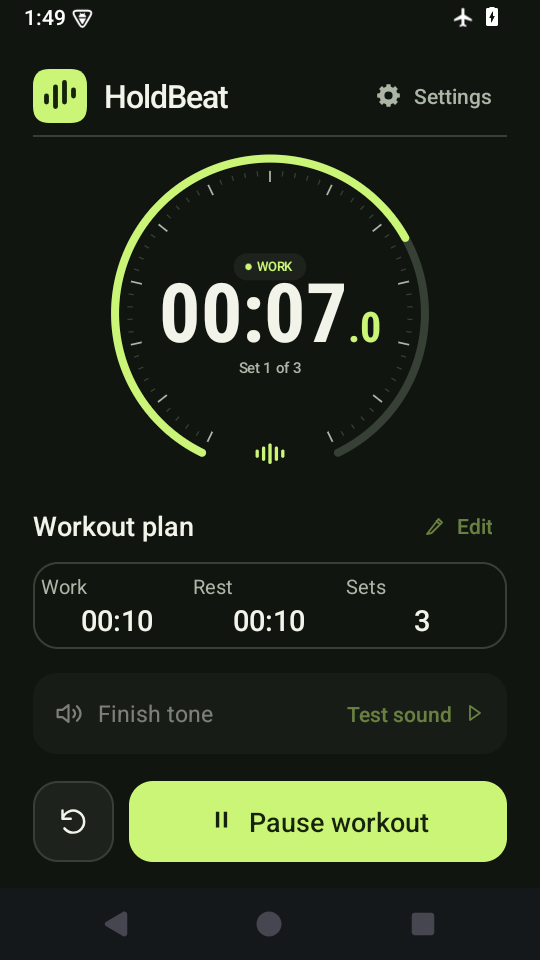 1:49
HoldBeat
Settings
WORK
00:07.0
Set 1 of 3
Workout plan
Edit
Work Rest Sets
00:10 00:10 3
Finish tone
Test sound
Pause workout